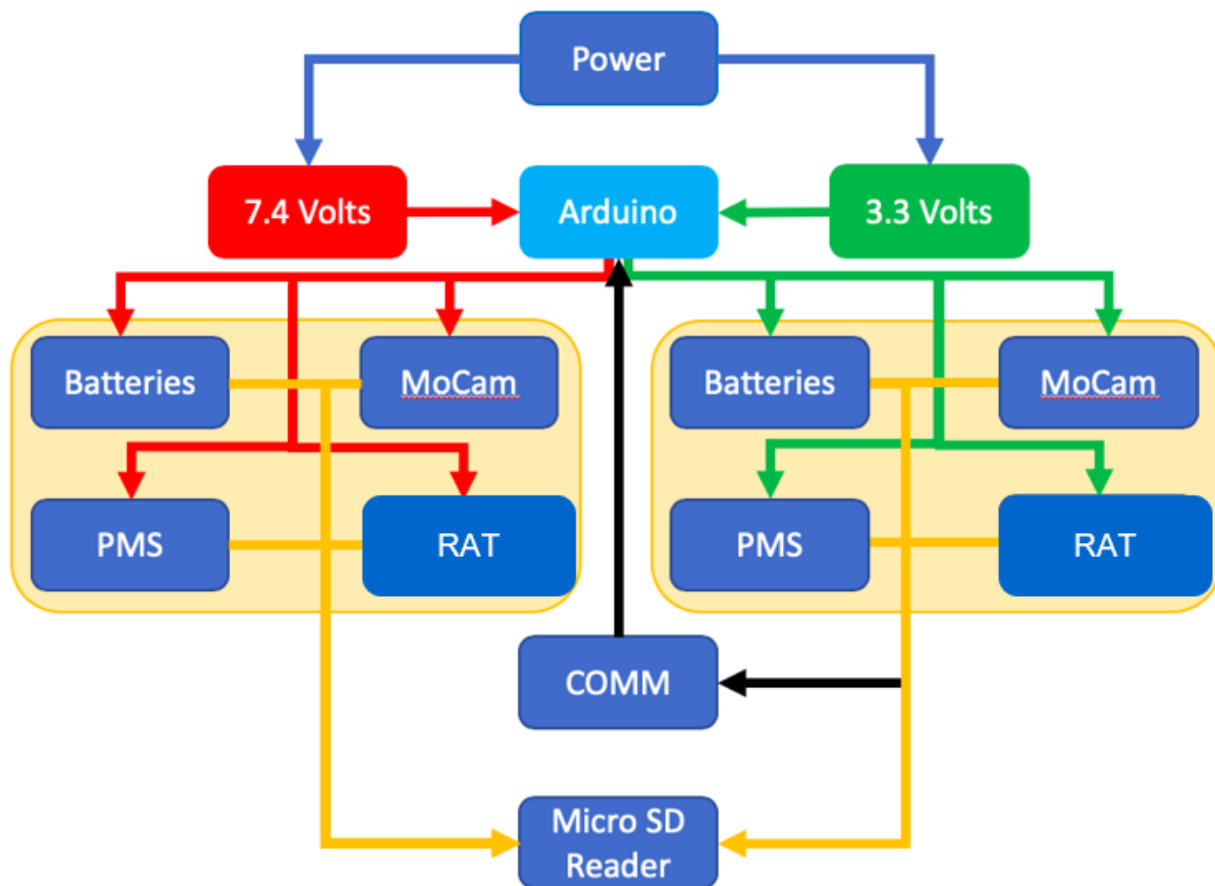 Power
7.4 Volts
Arduino
3.3 Volts
Batteries
MoCam
Batteries
MoCam
PMS
RAT
PMS
RAT
COMM
Micro SD
Reader